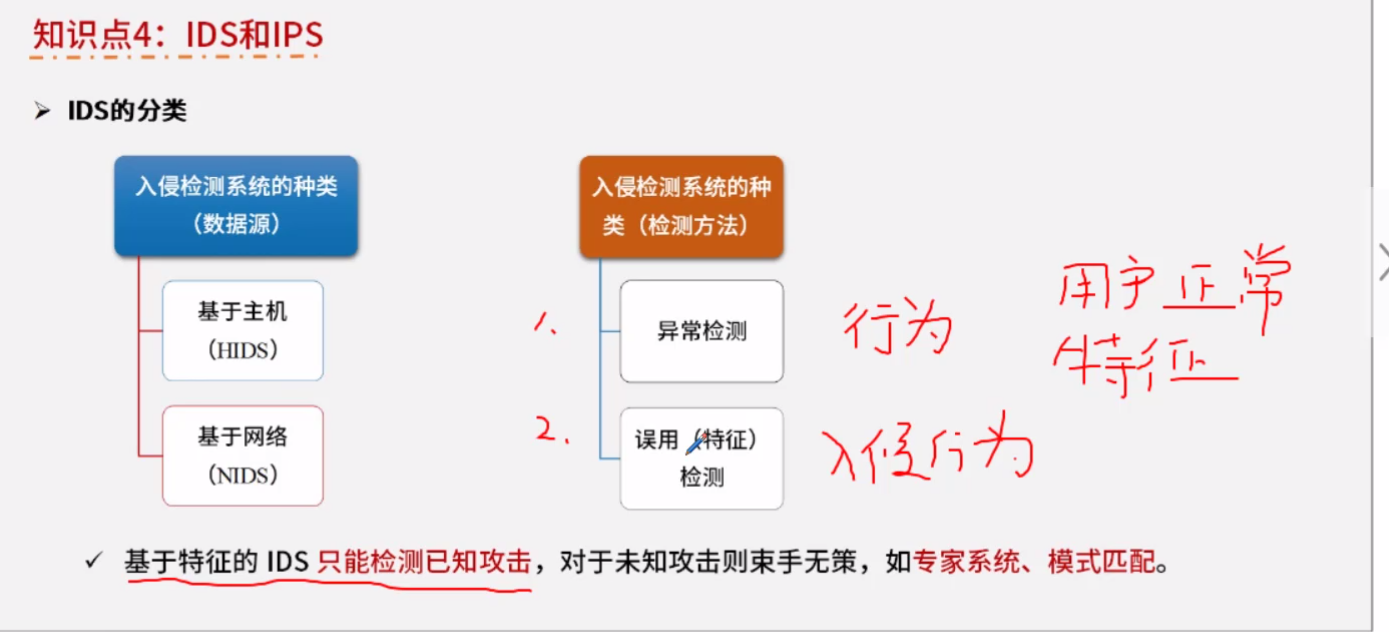 知识点4：IDS和IPS
➢ IDS的分类
入侵检测系统的种类
（数据源）
基于主机
（HIDS）
基于网络
（NIDS）
入侵检测系统的种
类（检测方法）
1.
异常检测
行为
用户正常
特征
2.
误用（特征）
检测
入侵行为
✓ 基于特征的 IDS 只能检测已知攻击，对于未知攻击则束手无策，如专家系统、模式匹配。